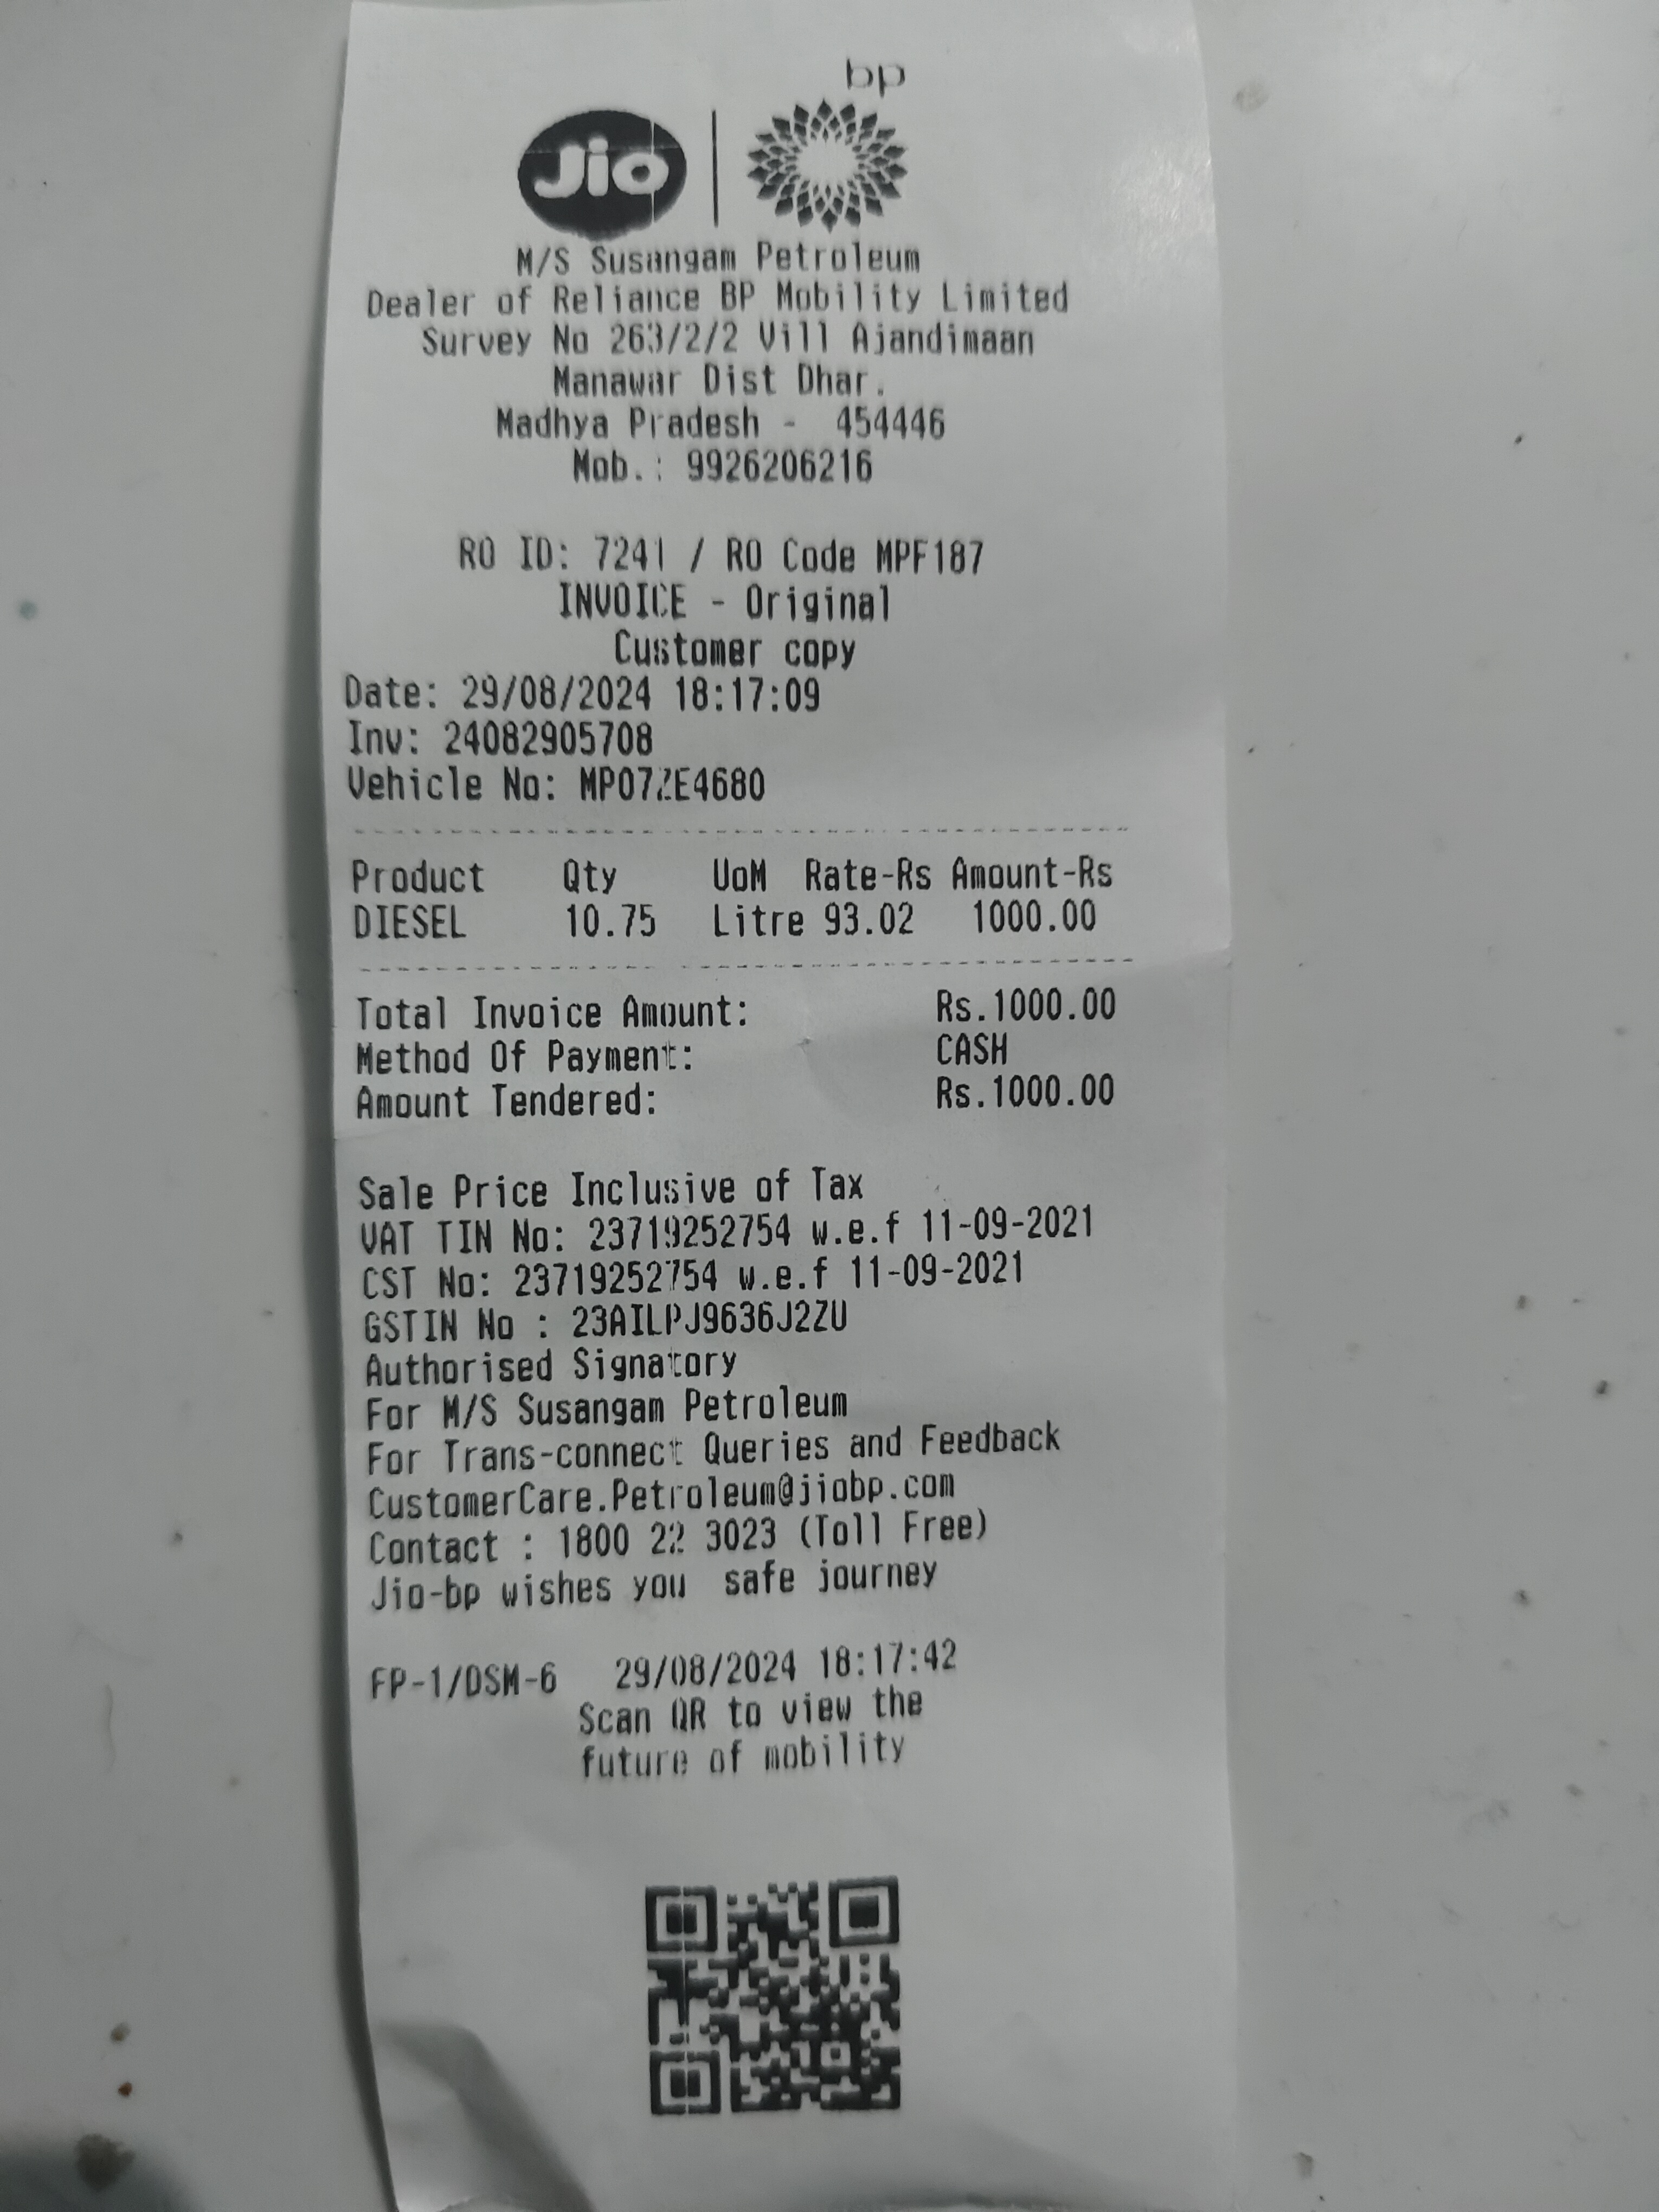 bp
Jio
M/S Susangam Petroleum
Dealer of Reliance BP Mobility Limited
Survey No 263/2/2 Vill Ajandimaan
Manawar Dist Dhar.
Madhya Pradesh - 454446
Mob.: 9926206216
RO ID: 7241 / RO Code MPF187
INVOICE - Original
Customer copy
Date: 29/08/2024 18:17:09
Inv: 24082905708
Vehicle No: MP07ZE4680
Product Qty UoM Rate-Rs Amount-Rs
DIESEL 10.75 Litre 93.02 1000.00
Total Invoice Amount: Rs.1000.00
Method Of Payment: CASH
Amount Tendered: Rs.1000.00
Sale Price Inclusive of Tax
VAT TIN No: 23719252754 w.e.f 11-09-2021
CST No: 23719252754 w.e.f 11-09-2021
GSTIN No : 23AILPJ9636J2ZU
Authorised Signatory
For M/S Susangam Petroleum
For Trans-connect Queries and Feedback
CustomerCare.Petroleum@jiobp.com
Contact : 1800 22 3023 (Toll Free)
Jio-bp wishes you safe journey
FP-1/DSM-6 29/08/2024 18:17:42
Scan QR to view the
future of mobility